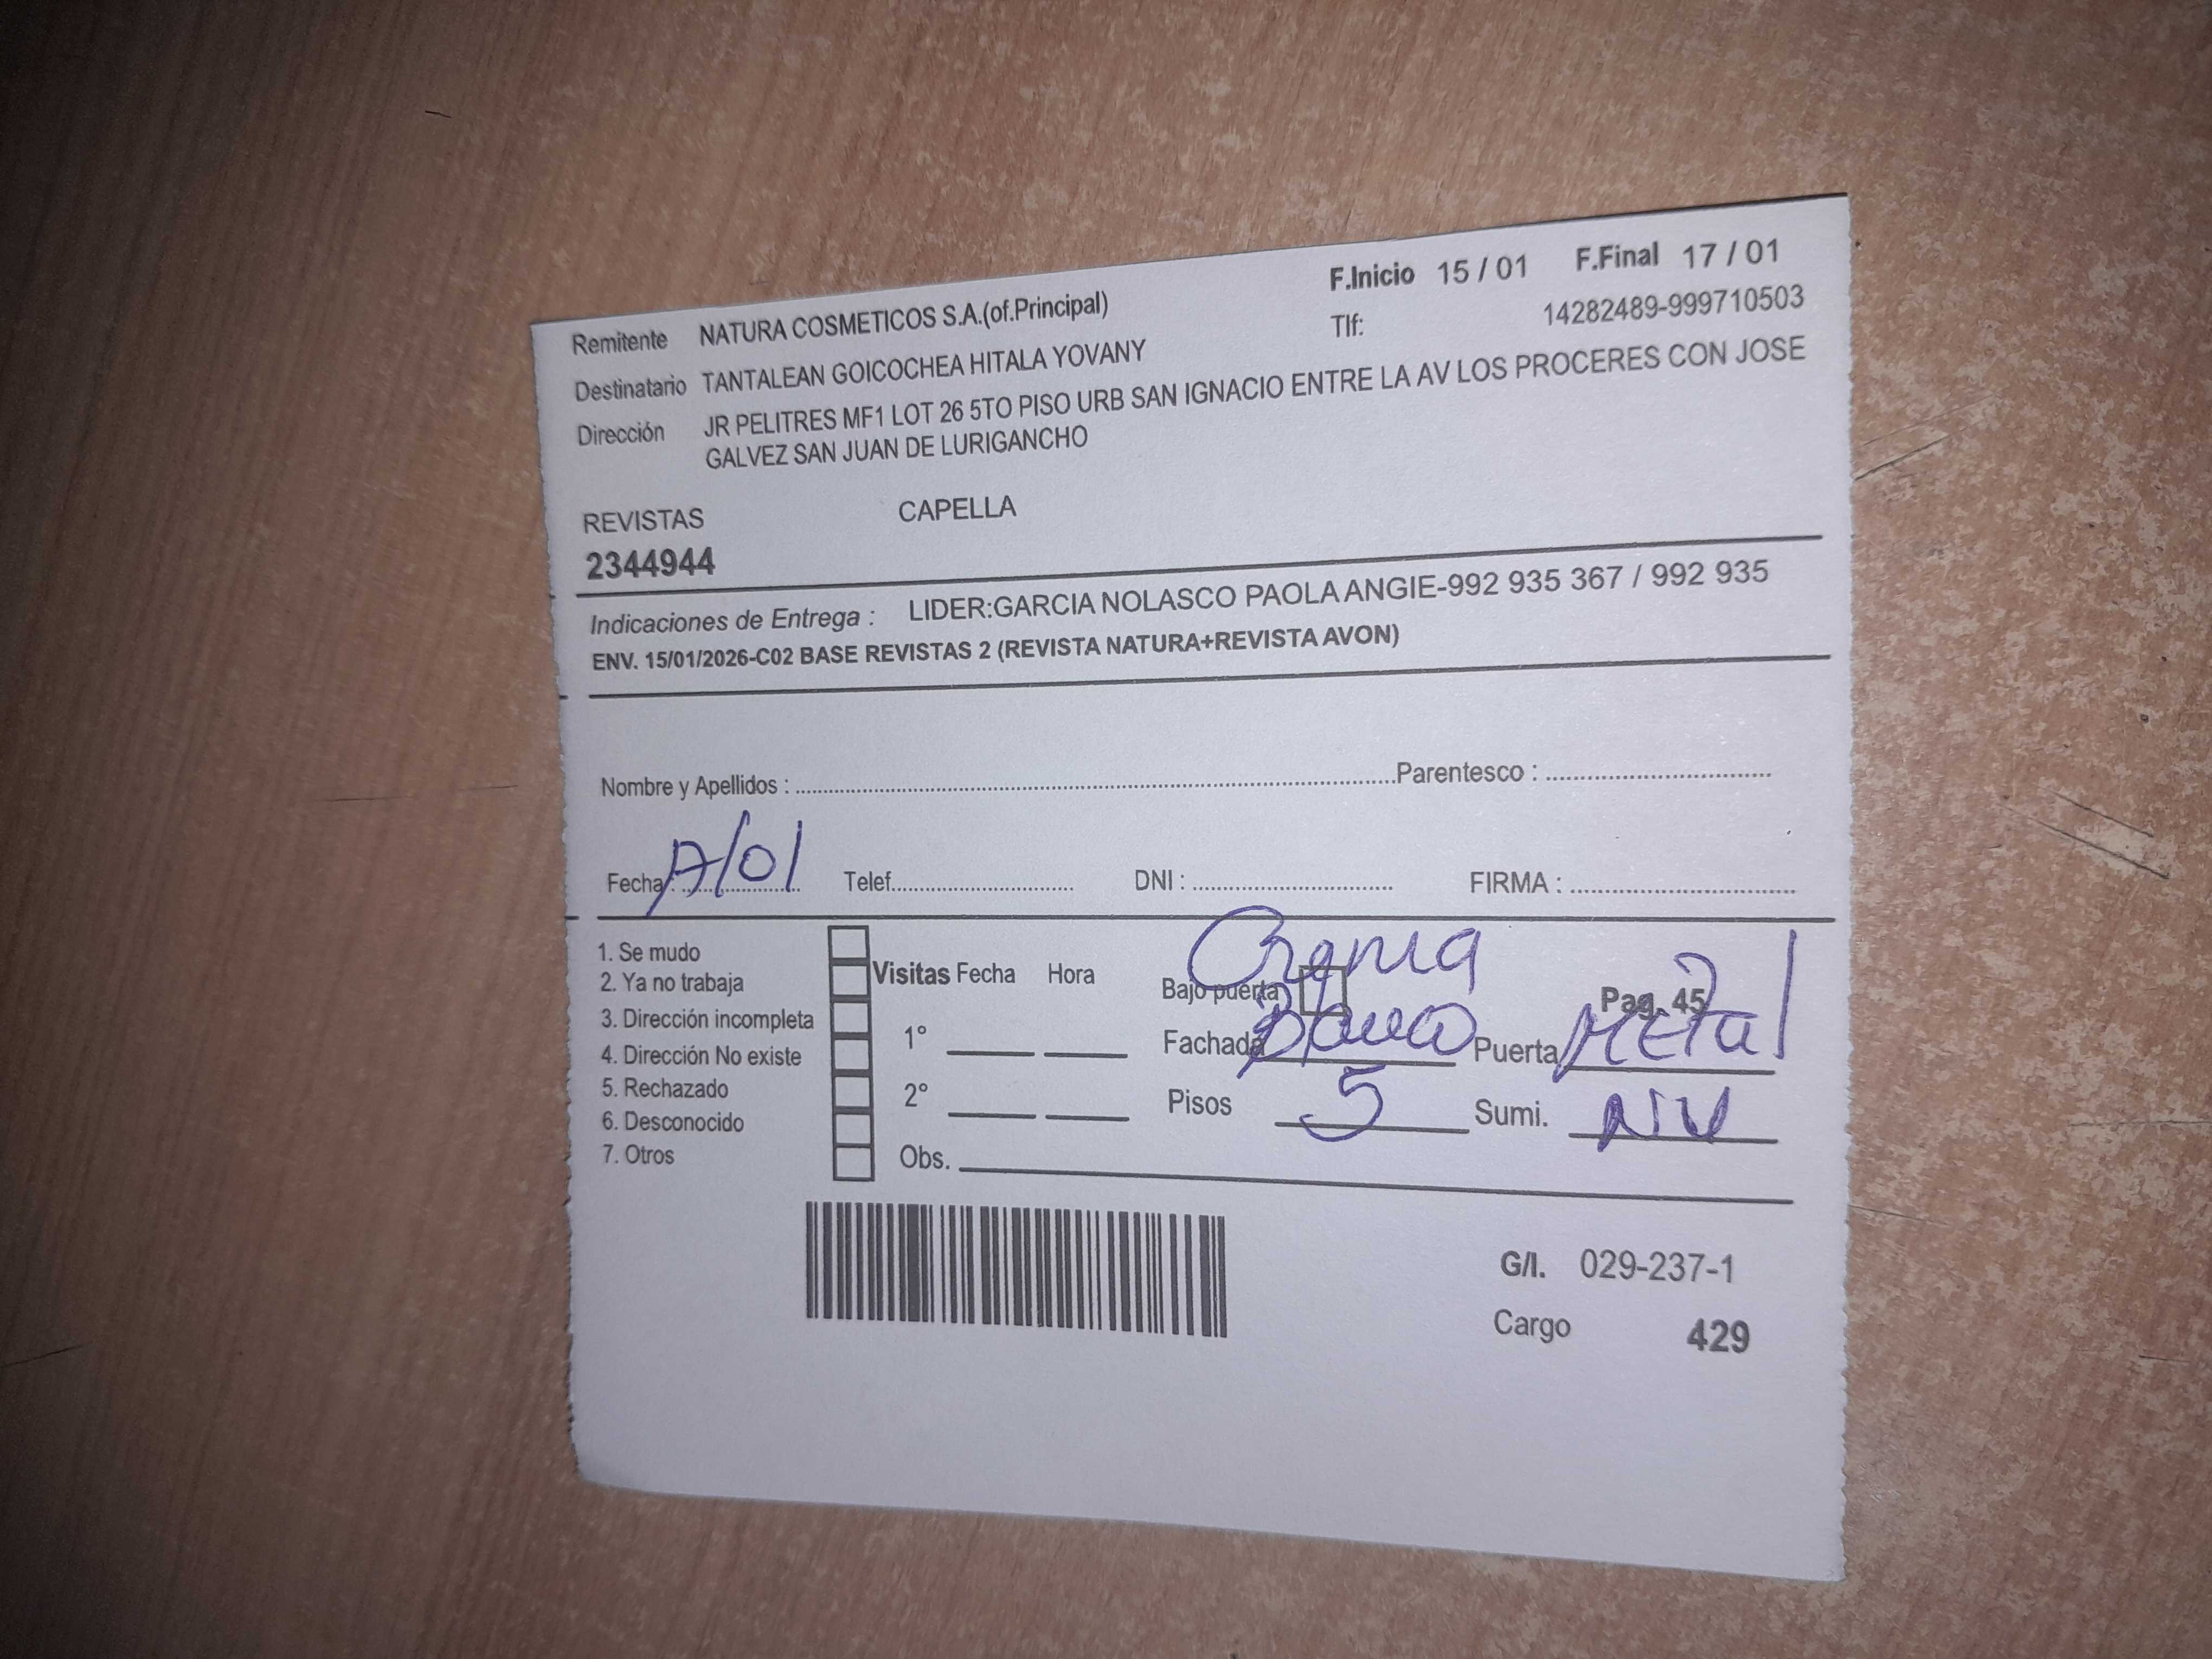 F.Inicio 15 / 01 F.Final 17 / 01
Remitente NATURA COSMETICOS S.A.(of.Principal) Tlf: 14282489-999710503
Destinatario TANTALEAN GOICOCHEA HITALA YOVANY
Dirección JR PELITRES MF1 LOT 26 5TO PISO URB SAN IGNACIO ENTRE LA AV LOS PROCERES CON JOSE
GALVEZ SAN JUAN DE LURIGANCHO
REVISTAS CAPELLA
2344944
Indicaciones de Entrega : LIDER:GARCIA NOLASCO PAOLA ANGIE-992 935 367 / 992 935
ENV. 15/01/2026-C02 BASE REVISTAS 2 (REVISTA NATURA+REVISTA AVON)
Nombre y Apellidos : Parentesco :
Fecha : /01 Telef. DNI : FIRMA :
1. Se mudo
2. Ya no trabaja
3. Dirección incompleta
4. Dirección No existe
5. Rechazado
6. Desconocido
7. Otros
Visitas Fecha Hora
1°
2°
Obs.
Crema
Bajo puerta Pag. 45
Fachada Blanco Puerta Metal
Pisos 5 Sumi. NV
G/I. 029-237-1
Cargo 429